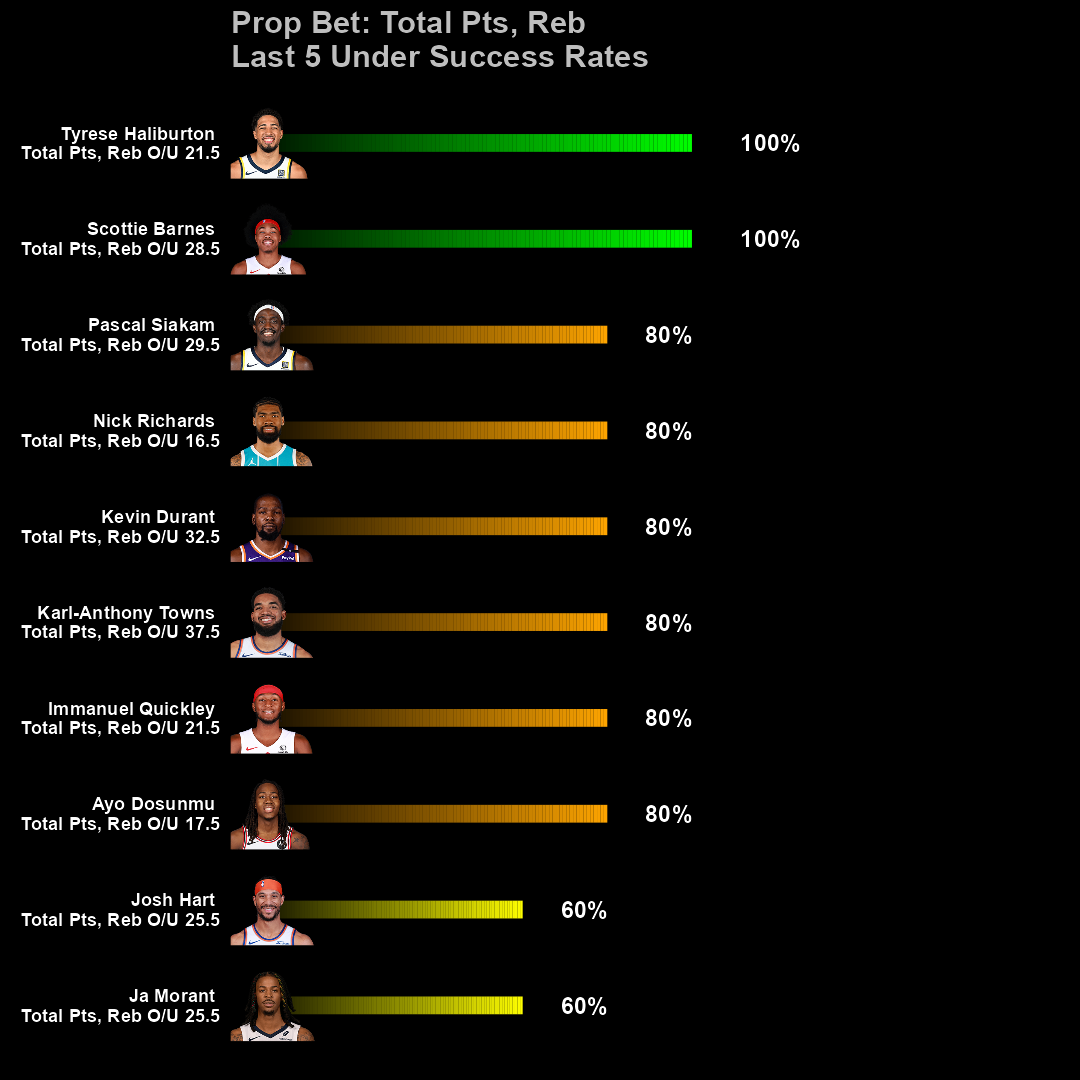 Prop Bet: Total Pts, Reb
Last 5 Under Success Rates
Tyrese Haliburton
Total Pts, Reb O/U 21.5
100%
Scottie Barnes
Total Pts, Reb O/U 28.5
100%
Pascal Siakam
Total Pts, Reb O/U 29.5
80%
Nick Richards
Total Pts, Reb O/U 16.5
80%
Kevin Durant
Total Pts, Reb O/U 32.5
80%
Karl-Anthony Towns
Total Pts, Reb O/U 37.5
80%
Immanuel Quickley
Total Pts, Reb O/U 21.5
80%
Ayo Dosunmu
Total Pts, Reb O/U 17.5
80%
Josh Hart
Total Pts, Reb O/U 25.5
60%
Ja Morant
Total Pts, Reb O/U 25.5
60%